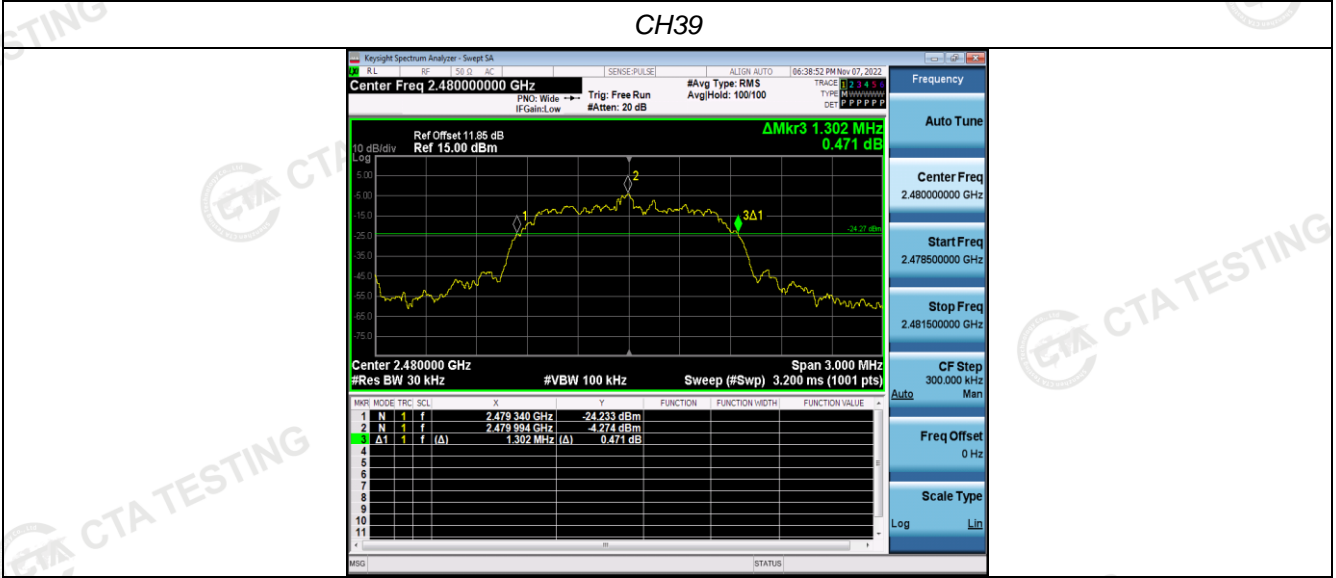 CH39
Keysight Spectrum Analyzer - Swept SA
RL RF 50 Ω AC SENSE:PULSE ALIGN AUTO 06:38:52 PM Nov 07, 2022
Center Freq 2.480000000 GHz #Avg Type: RMS TRACE 1 2 3 4 5 6
PNO: Wide Trig: Free Run Avg|Hold: 100/100 TYPE M WWWWW
IFGain:Low #Atten: 20 dB DET P P P P P P
ΔMkr3 1.302 MHz
Ref Offset 11.85 dB
10 dB/div Ref 15.00 dBm 0.471 dB
Log
5.00
-5.00
-15.0
-25.0
-35.0
-45.0
-55.0
-65.0
-75.0
1
2
3Δ1
-24.27 dBm
Center 2.480000 GHz Span 3.000 MHz
#Res BW 30 kHz #VBW 100 kHz Sweep (#Swp) 3.200 ms (1001 pts)
MKR MODE TRC SCL X Y FUNCTION FUNCTION WIDTH FUNCTION VALUE
1 N 1 f 2.479 340 GHz -24.233 dBm
2 N 1 f 2.479 994 GHz -4.274 dBm
3 Δ1 1 f (Δ) 1.302 MHz (Δ) 0.471 dB
4
5
6
7
8
9
10
11
MSG STATUS
Frequency
Auto Tune
Center Freq
2.480000000 GHz
Start Freq
2.478500000 GHz
Stop Freq
2.481500000 GHz
CF Step
300.000 kHz
Auto Man
Freq Offset
0 Hz
Scale Type
Log Lin
CTA TESTING
CTA TESTING